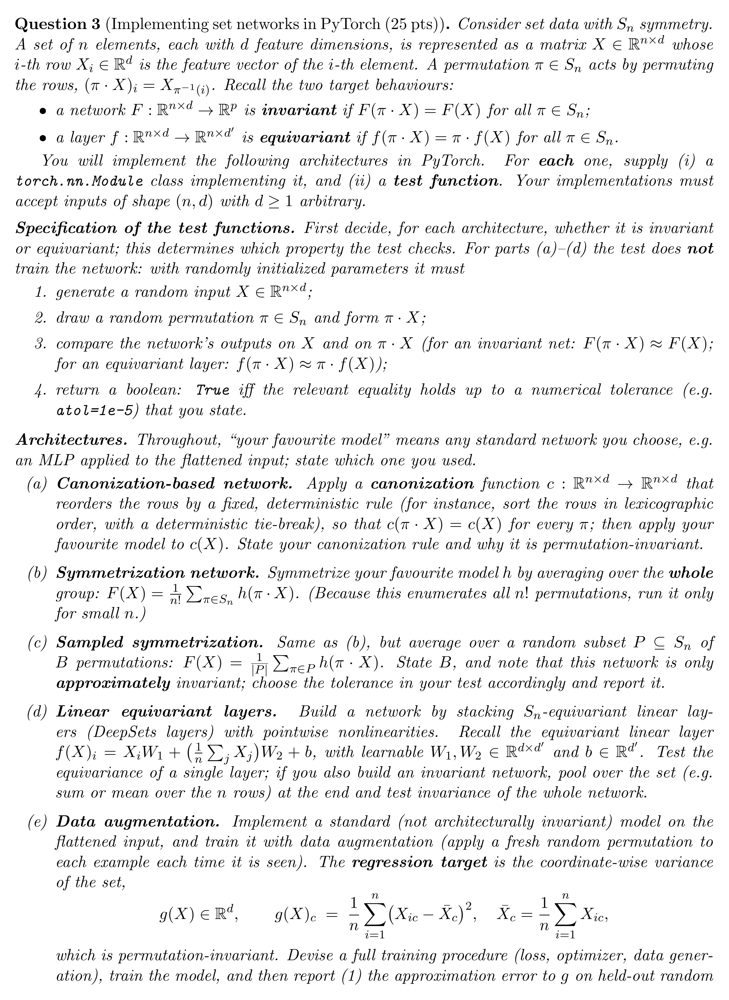 Question 3 (Implementing set networks in PyTorch (25 pts)). Consider set data with $S_n$ symmetry.
A set of $n$ elements, each with $d$ feature dimensions, is represented as a matrix $X \in \mathbb{R}^{n \times d}$ whose
$i$-th row $X_i \in \mathbb{R}^d$ is the feature vector of the $i$-th element. A permutation $\pi \in S_n$ acts by permuting
the rows, $(\pi \cdot X)_i = X_{\pi^{-1}(i)}$. Recall the two target behaviours:
• a network $F : \mathbb{R}^{n \times d} \to \mathbb{R}^p$ is invariant if $F(\pi \cdot X) = F(X)$ for all $\pi \in S_n$;
• a layer $f : \mathbb{R}^{n \times d} \to \mathbb{R}^{n \times d'}$ is equivariant if $f(\pi \cdot X) = \pi \cdot f(X)$ for all $\pi \in S_n$.
You will implement the following architectures in PyTorch. For each one, supply (i) a
torch.nn.Module class implementing it, and (ii) a test function. Your implementations must
accept inputs of shape $(n, d)$ with $d \geq 1$ arbitrary.
Specification of the test functions. First decide, for each architecture, whether it is invariant
or equivariant; this determines which property the test checks. For parts (a)–(d) the test does not
train the network: with randomly initialized parameters it must
1. generate a random input $X \in \mathbb{R}^{n \times d}$;
2. draw a random permutation $\pi \in S_n$ and form $\pi \cdot X$;
3. compare the network's outputs on $X$ and on $\pi \cdot X$ (for an invariant net: $F(\pi \cdot X) \approx F(X)$;
for an equivariant layer: $f(\pi \cdot X) \approx \pi \cdot f(X)$);
4. return a boolean: True iff the relevant equality holds up to a numerical tolerance (e.g.
atol=1e-5) that you state.
Architectures. Throughout, “your favourite model” means any standard network you choose, e.g.
an MLP applied to the flattened input; state which one you used.
(a) Canonization-based network. Apply a canonization function $c : \mathbb{R}^{n \times d} \to \mathbb{R}^{n \times d}$ that
reorders the rows by a fixed, deterministic rule (for instance, sort the rows in lexicographic
order, with a deterministic tie-break), so that $c(\pi \cdot X) = c(X)$ for every $\pi$; then apply your
favourite model to $c(X)$. State your canonization rule and why it is permutation-invariant.
(b) Symmetrization network. Symmetrize your favourite model $h$ by averaging over the whole
group: $F(X) = \frac{1}{n!} \sum_{\pi \in S_n} h(\pi \cdot X)$. (Because this enumerates all $n!$ permutations, run it only
for small $n$.)
(c) Sampled symmetrization. Same as (b), but average over a random subset $P \subseteq S_n$ of
$B$ permutations: $F(X) = \frac{1}{|P|} \sum_{\pi \in P} h(\pi \cdot X)$. State $B$, and note that this network is only
approximately invariant; choose the tolerance in your test accordingly and report it.
(d) Linear equivariant layers. Build a network by stacking $S_n$-equivariant linear lay-
ers (DeepSets layers) with pointwise nonlinearities. Recall the equivariant linear layer
$f(X)_i = X_i W_1 + \left(\frac{1}{n} \sum_j X_j\right) W_2 + b$, with learnable $W_1, W_2 \in \mathbb{R}^{d \times d'}$ and $b \in \mathbb{R}^{d'}$. Test the
equivariance of a single layer; if you also build an invariant network, pool over the set (e.g.
sum or mean over the $n$ rows) at the end and test invariance of the whole network.
(e) Data augmentation. Implement a standard (not architecturally invariant) model on the
flattened input, and train it with data augmentation (apply a fresh random permutation to
each example each time it is seen). The regression target is the coordinate-wise variance
of the set,
$g(X) \in \mathbb{R}^d, \qquad g(X)_c = \frac{1}{n} \sum_{i=1}^{n} \left(X_{ic} - \bar{X}_c\right)^2, \quad \bar{X}_c = \frac{1}{n} \sum_{i=1}^{n} X_{ic},$
which is permutation-invariant. Devise a full training procedure (loss, optimizer, data gener-
ation), train the model, and then report (1) the approximation error to $g$ on held-out random